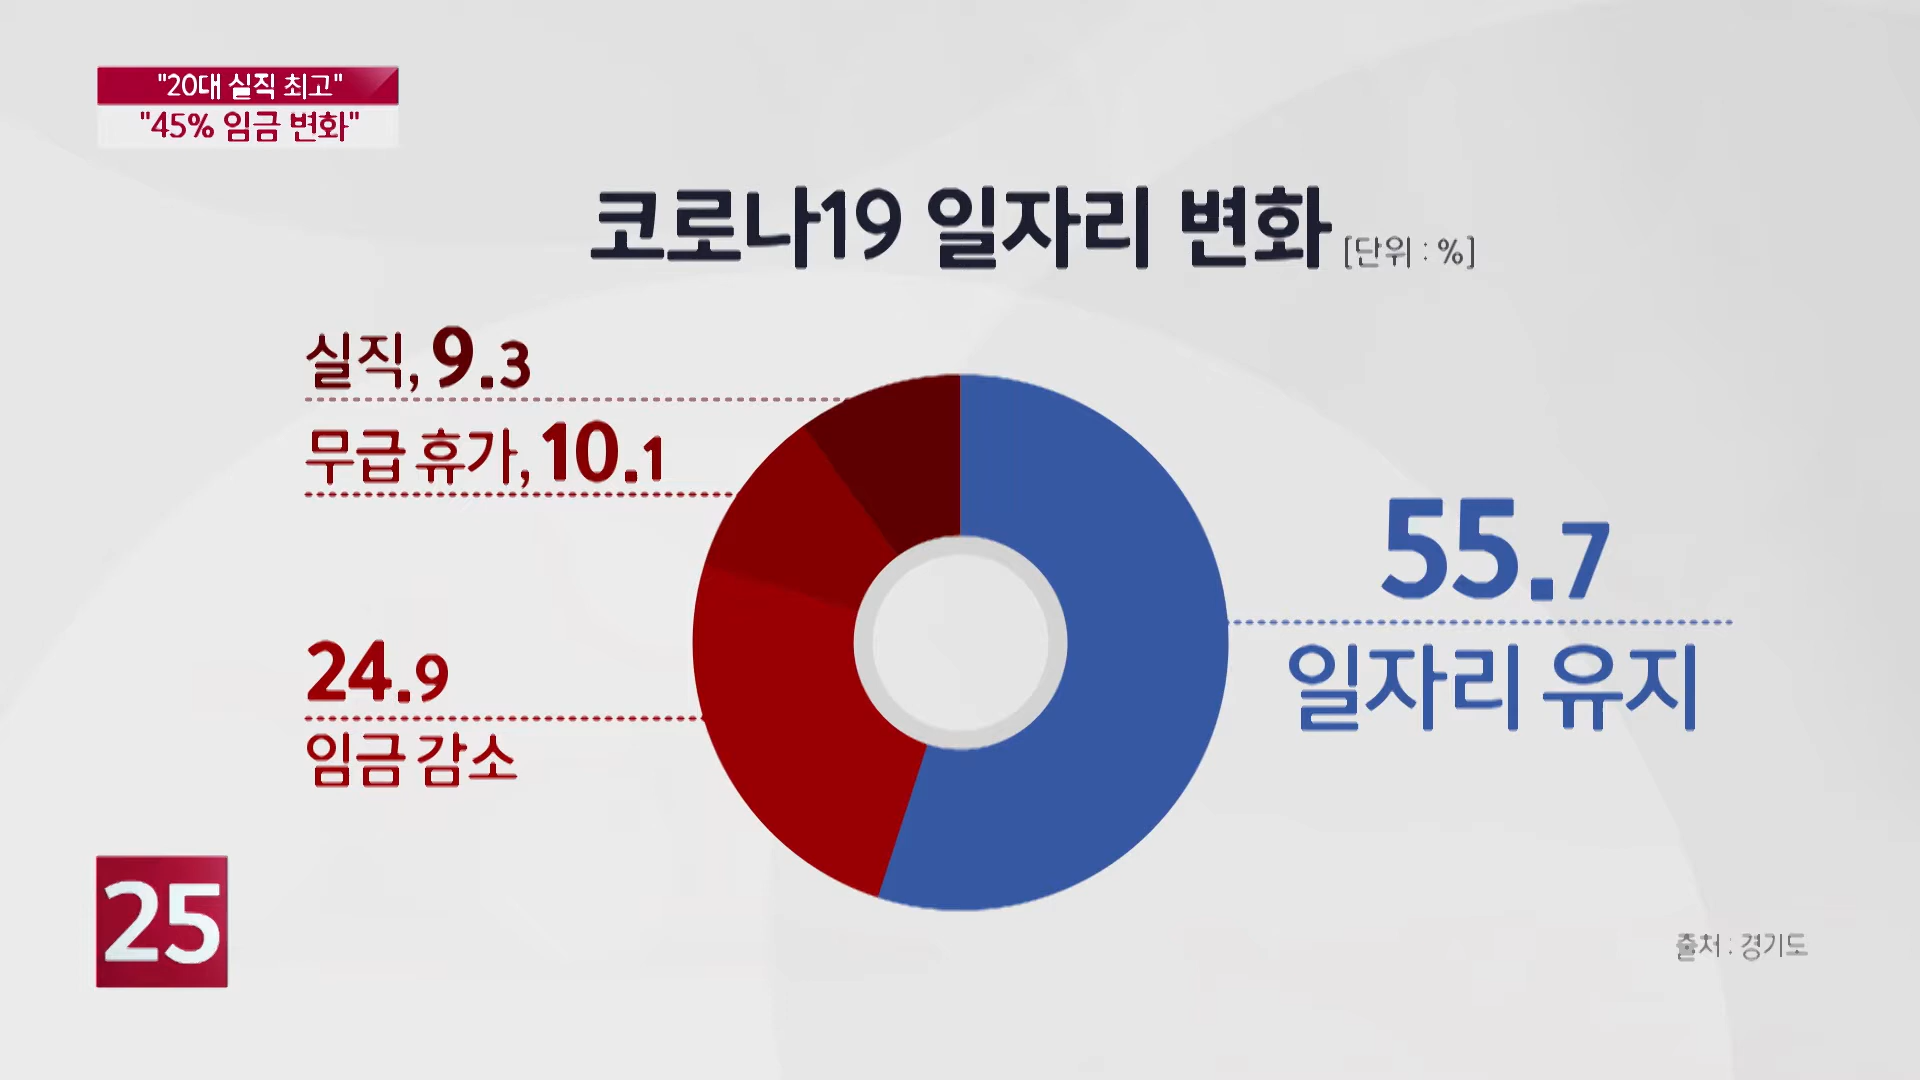 "20대 실직 최고"
"45% 임금 변화"
코로나19 일자리 변화 [단위 : %]
실직, 9.3
무급 휴가, 10.1
24.9
임금 감소
55.7
일자리 유지
25
출처 : 경기도